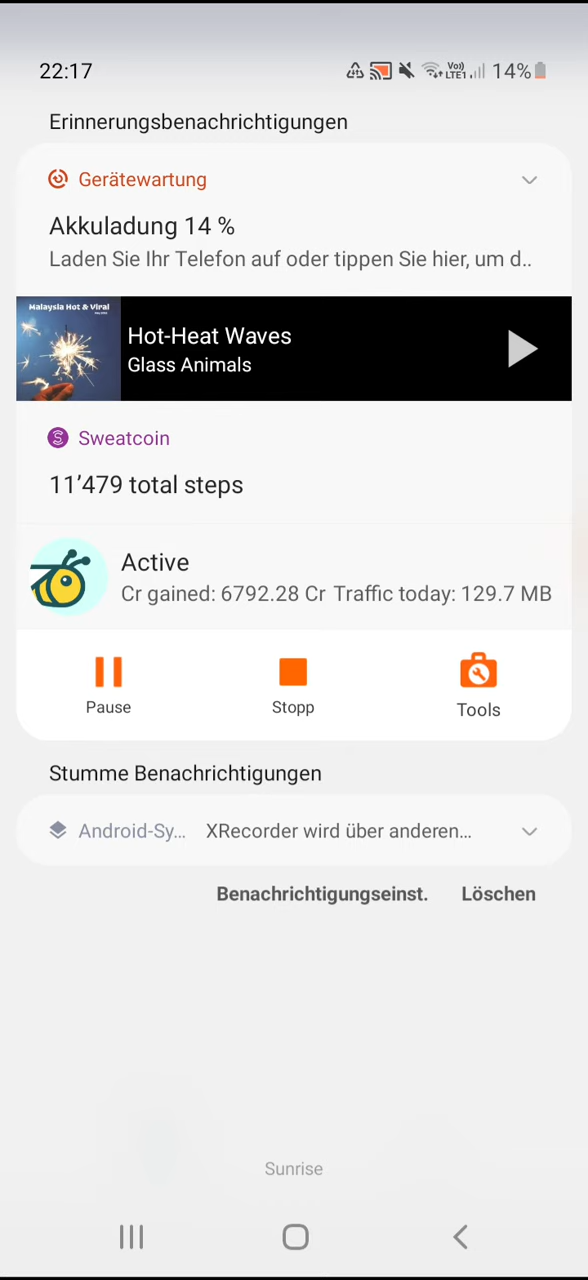 22:17
Vo)) LTE1 14%
Erinnerungsbenachrichtigungen
Gerätewartung
Akkuladung 14 %
Laden Sie Ihr Telefon auf oder tippen Sie hier, um d..
Malaysia Hot & Viral
Hot-Heat Waves
Glass Animals
Sweatcoin
11’479 total steps
Active
Cr gained: 6792.28 Cr Traffic today: 129.7 MB
Pause Stopp Tools
Stumme Benachrichtigungen
Android-Sy... XRecorder wird über anderen...
Benachrichtigungseinst. Löschen
Sunrise